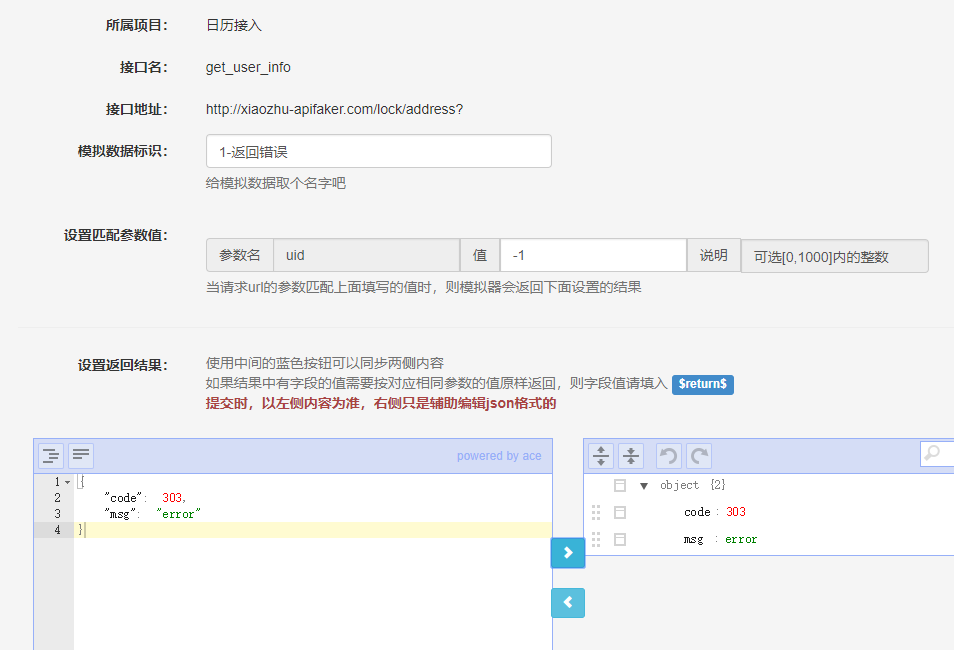 所属项目： 日历接入
接口名： get_user_info
接口地址： http://xiaozhu-apifaker.com/lock/address?
模拟数据标识： 1-返回错误
给模拟数据取个名字吧
设置匹配参数值： 参数名 uid 值 -1 说明 可选[0,1000]内的整数
当请求url的参数匹配上面填写的值时，则模拟器会返回下面设置的结果
设置返回结果： 使用中间的蓝色按钮可以同步两侧内容
如果结果中有字段的值需要按对应相同参数的值原样返回，则字段值请填入 $return$
提交时，以左侧内容为准，右侧只是辅助编辑json格式的
powered by ace
1 {
2 "code": 303,
3 "msg": "error"
4 }
object {2}
code : 303
msg : error